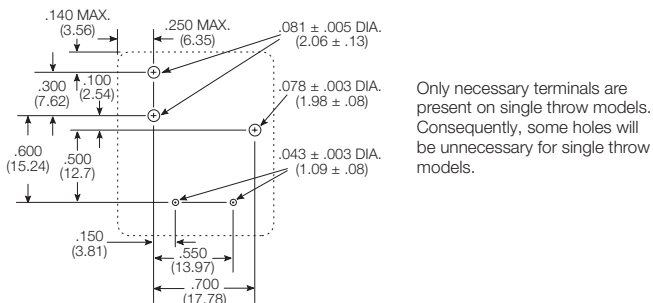 .140 MAX.
(3.56)
.250 MAX.
(6.35)
.081 ± .005 DIA.
(2.06 ± .13)
.300
(7.62)
.100
(2.54)
.078 ± .003 DIA.
(1.98 ± .08)
Only necessary terminals are
present on single throw models.
Consequently, some holes will
be unnecessary for single throw
models.
.600
(15.24)
.500
(12.7)
.043 ± .003 DIA.
(1.09 ± .08)
.150
(3.81)
.550
(13.97)
.700
(17.78)